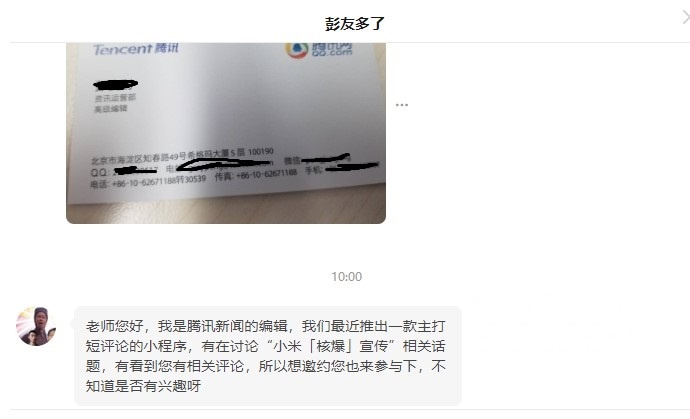 彭友多了
Tencent 腾讯
腾讯网
QQ.com
资讯运营部
高级编辑
北京市海淀区知春路49号希格玛大厦5层 100190
QQ: 微信:
电话: +86-10-62671188转30539 传真: +86-10-62671188 手机:
10:00
老师您好，我是腾讯新闻的编辑，我们最近推出一款主打
短评论的小程序，有在讨论“小米「核爆」宣传”相关话
题，有看到您有相关评论，所以想邀约您也来参与下，不
知道是否有兴趣呀